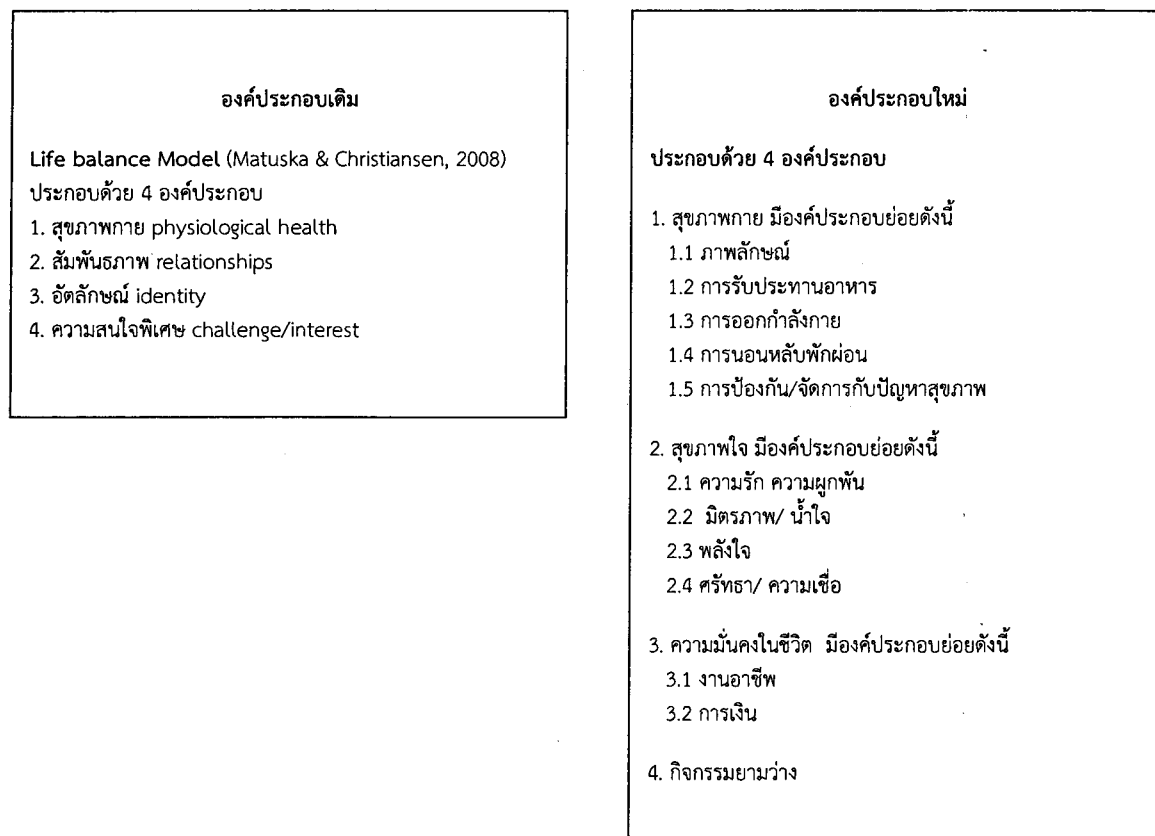 องค์ประกอบเดิม
Life balance Model (Matuska & Christiansen, 2008)
ประกอบด้วย 4 องค์ประกอบ
1. สุขภาพกาย physiological health
2. สัมพันธภาพ relationships
3. อัตลักษณ์ identity
4. ความสนใจพิเศษ challenge/interest
องค์ประกอบใหม่
ประกอบด้วย 4 องค์ประกอบ
1. สุขภาพกาย มีองค์ประกอบย่อยดังนี้
1.1 ภาพลักษณ์
1.2 การรับประทานอาหาร
1.3 การออกกำลังกาย
1.4 การนอนหลับพักผ่อน
1.5 การป้องกัน/จัดการกับปัญหาสุขภาพ
2. สุขภาพใจ มีองค์ประกอบย่อยดังนี้
2.1 ความรัก ความผูกพัน
2.2 มิตรภาพ/ น้ำใจ
2.3 พลังใจ
2.4 ศรัทธา/ ความเชื่อ
3. ความมั่นคงในชีวิต มีองค์ประกอบย่อยดังนี้
3.1 งานอาชีพ
3.2 การเงิน
4. กิจกรรมยามว่าง